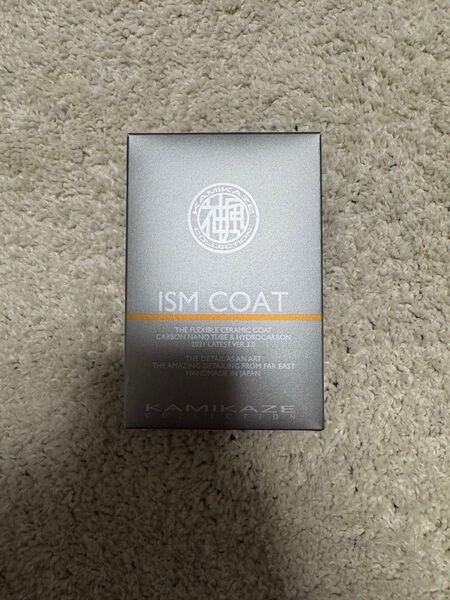 KAMIKAZE
COLLECTION
ISM COAT
THE FLEXIBLE CERAMIC COAT
CARBON NANO TUBE & HYDROCARBON
2021 LATEST VER. 3.0
THE DETAIL AS AN ART
THE AMAZING DETAILING FROM FAR EAST
HANDMADE IN JAPAN
KAMIKAZE
COLLECTION